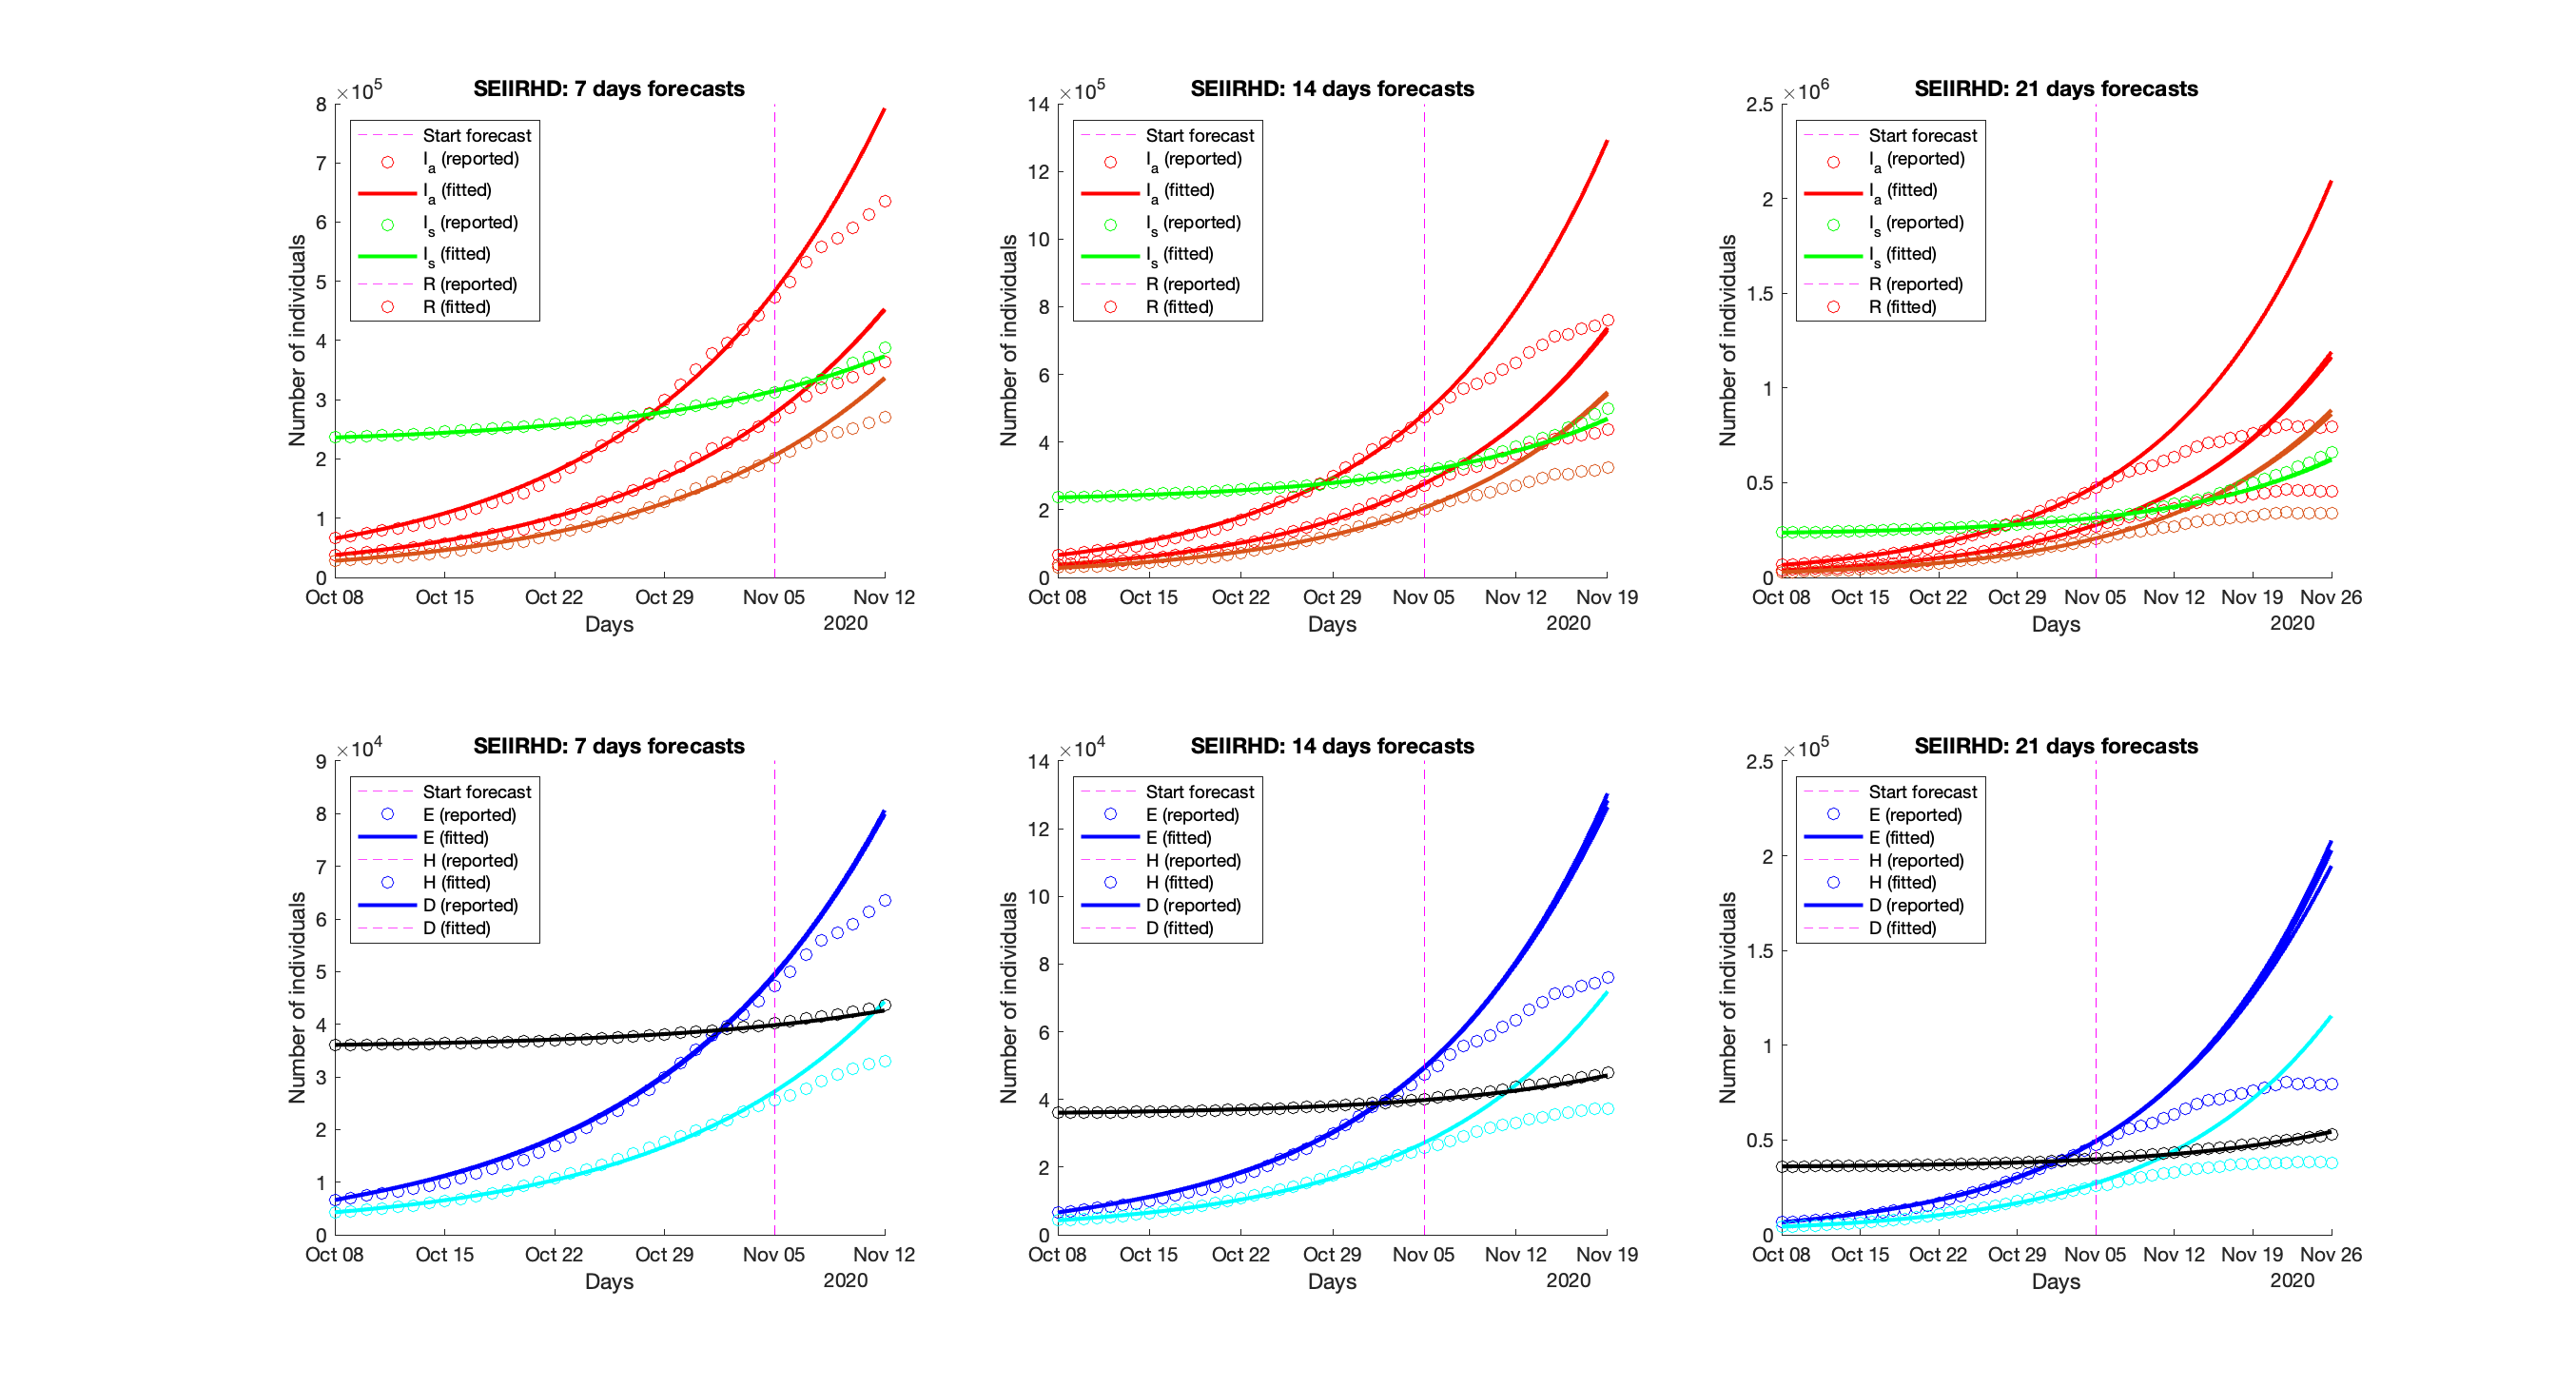 SEIIRHD: 7 days forecasts
×10^5
8
7
6
5
4
3
2
1
0
Number of individuals
Start forecast
I_a (reported)
I_a (fitted)
I_s (reported)
I_s (fitted)
R (reported)
R (fitted)
Oct 08 Oct 15 Oct 22 Oct 29 Nov 05 Nov 12
Days
2020
SEIIRHD: 14 days forecasts
×10^5
14
12
10
8
6
4
2
0
Number of individuals
Start forecast
I_a (reported)
I_a (fitted)
I_s (reported)
I_s (fitted)
R (reported)
R (fitted)
Oct 08 Oct 15 Oct 22 Oct 29 Nov 05 Nov 12 Nov 19
Days
2020
SEIIRHD: 21 days forecasts
×10^6
2.5
2
1.5
1
0.5
0
Number of individuals
Start forecast
I_a (reported)
I_a (fitted)
I_s (reported)
I_s (fitted)
R (reported)
R (fitted)
Oct 08 Oct 15 Oct 22 Oct 29 Nov 05 Nov 12 Nov 19 Nov 26
Days
2020
SEIIRHD: 7 days forecasts
×10^4
9
8
7
6
5
4
3
2
1
0
Number of individuals
Start forecast
E (reported)
E (fitted)
H (reported)
H (fitted)
D (reported)
D (fitted)
Oct 08 Oct 15 Oct 22 Oct 29 Nov 05 Nov 12
Days
2020
SEIIRHD: 14 days forecasts
×10^4
14
12
10
8
6
4
2
0
Number of individuals
Start forecast
E (reported)
E (fitted)
H (reported)
H (fitted)
D (reported)
D (fitted)
Oct 08 Oct 15 Oct 22 Oct 29 Nov 05 Nov 12 Nov 19
Days
2020
SEIIRHD: 21 days forecasts
×10^5
2.5
2
1.5
1
0.5
0
Number of individuals
Start forecast
E (reported)
E (fitted)
H (reported)
H (fitted)
D (reported)
D (fitted)
Oct 08 Oct 15 Oct 22 Oct 29 Nov 05 Nov 12 Nov 19 Nov 26
Days
2020